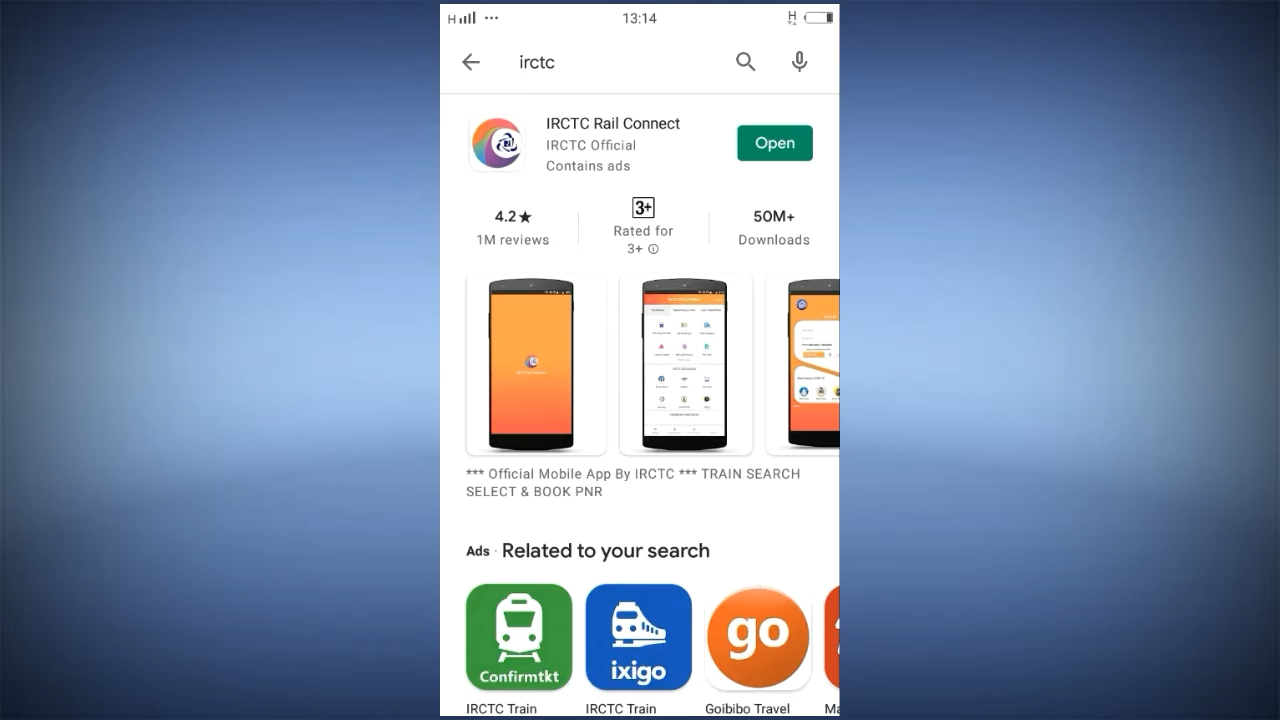 H ••• 13:14 H
irctc
IRCTC Rail Connect
IRCTC Official
Contains ads
Open
4.2★
1M reviews
3+
Rated for
3+
50M+
Downloads
*** Official Mobile App By IRCTC *** TRAIN SEARCH
SELECT & BOOK PNR
Ads · Related to your search
Confirmtkt
ixigo
go
IRCTC Train
IRCTC Train
Goibibo Travel
Ma